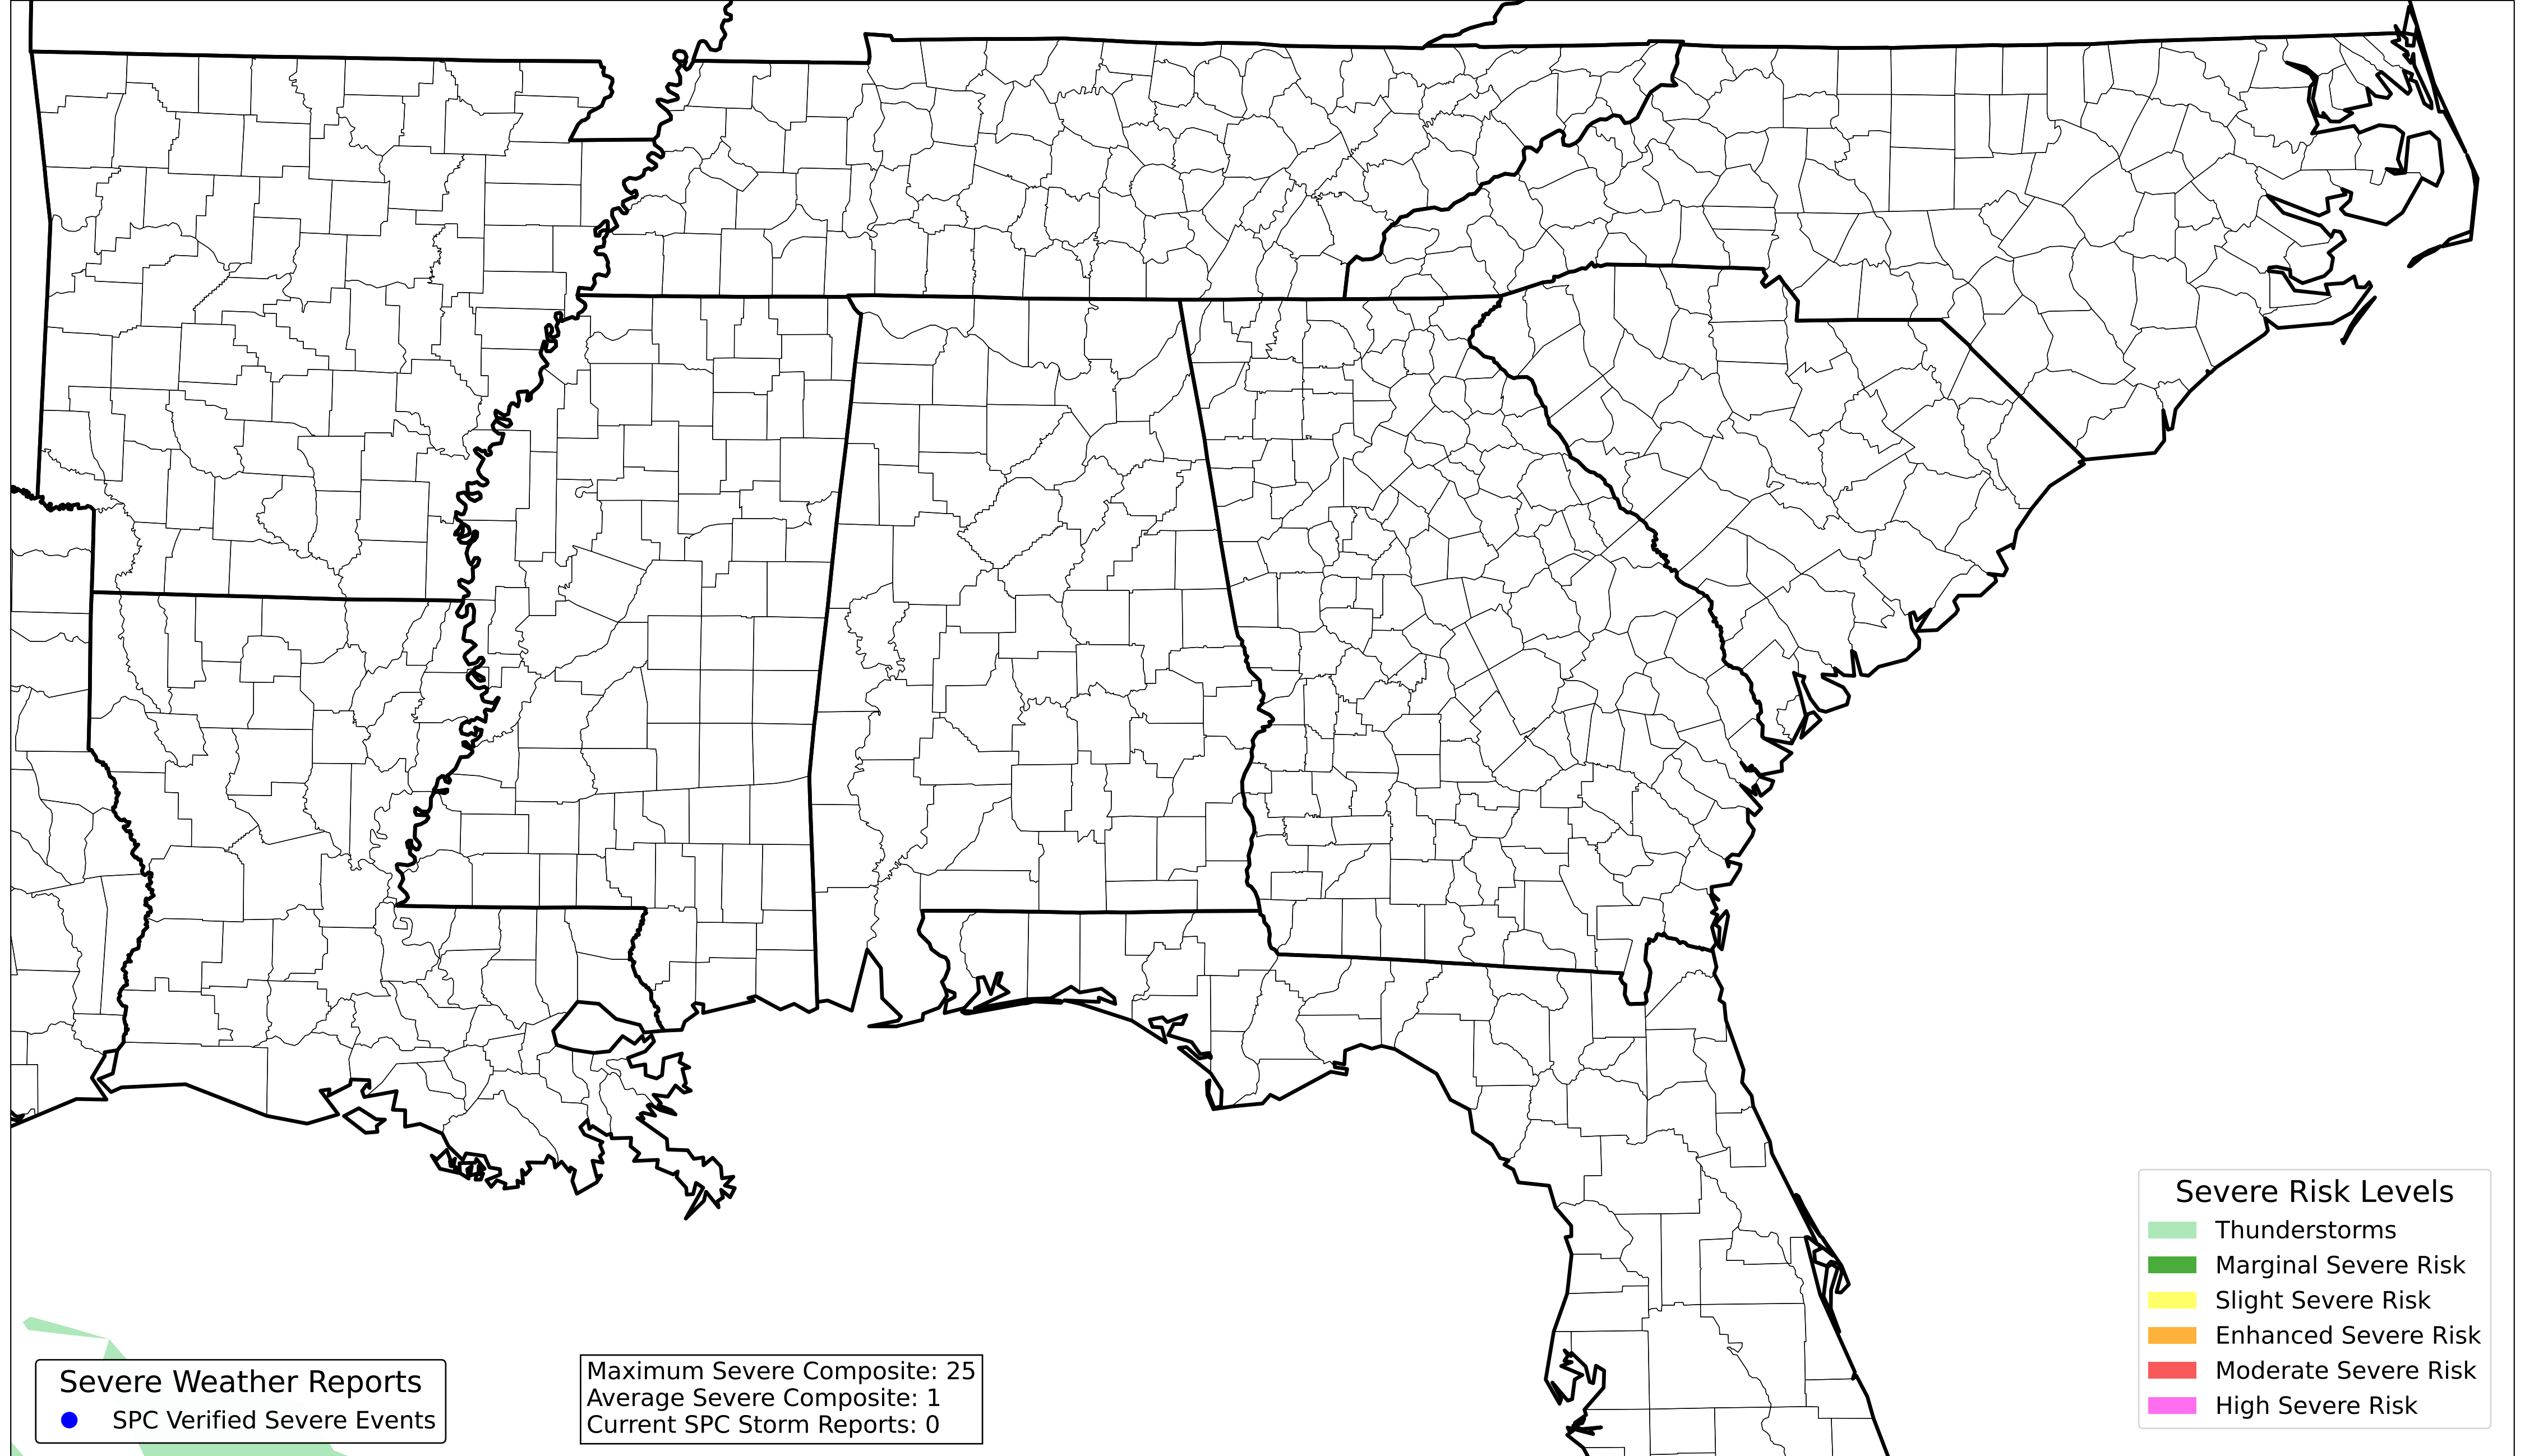 Severe Weather Reports
SPC Verified Severe Events
Maximum Severe Composite: 25
Average Severe Composite: 1
Current SPC Storm Reports: 0
Severe Risk Levels
Thunderstorms
Marginal Severe Risk
Slight Severe Risk
Enhanced Severe Risk
Moderate Severe Risk
High Severe Risk